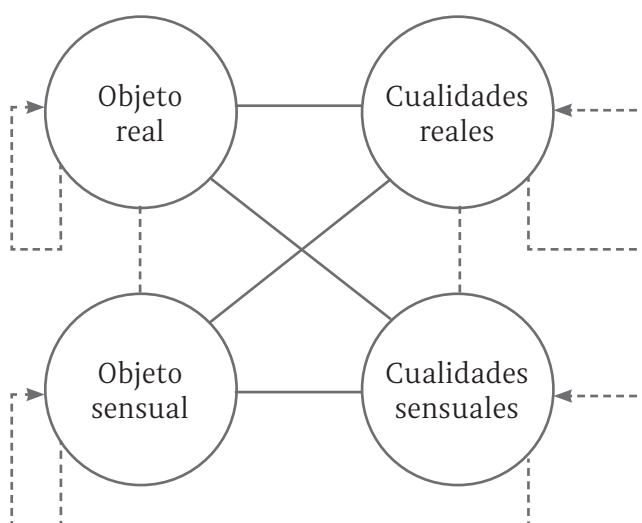 Objeto
real
Cualidades
reales
Objeto
sensual
Cualidades
sensuales